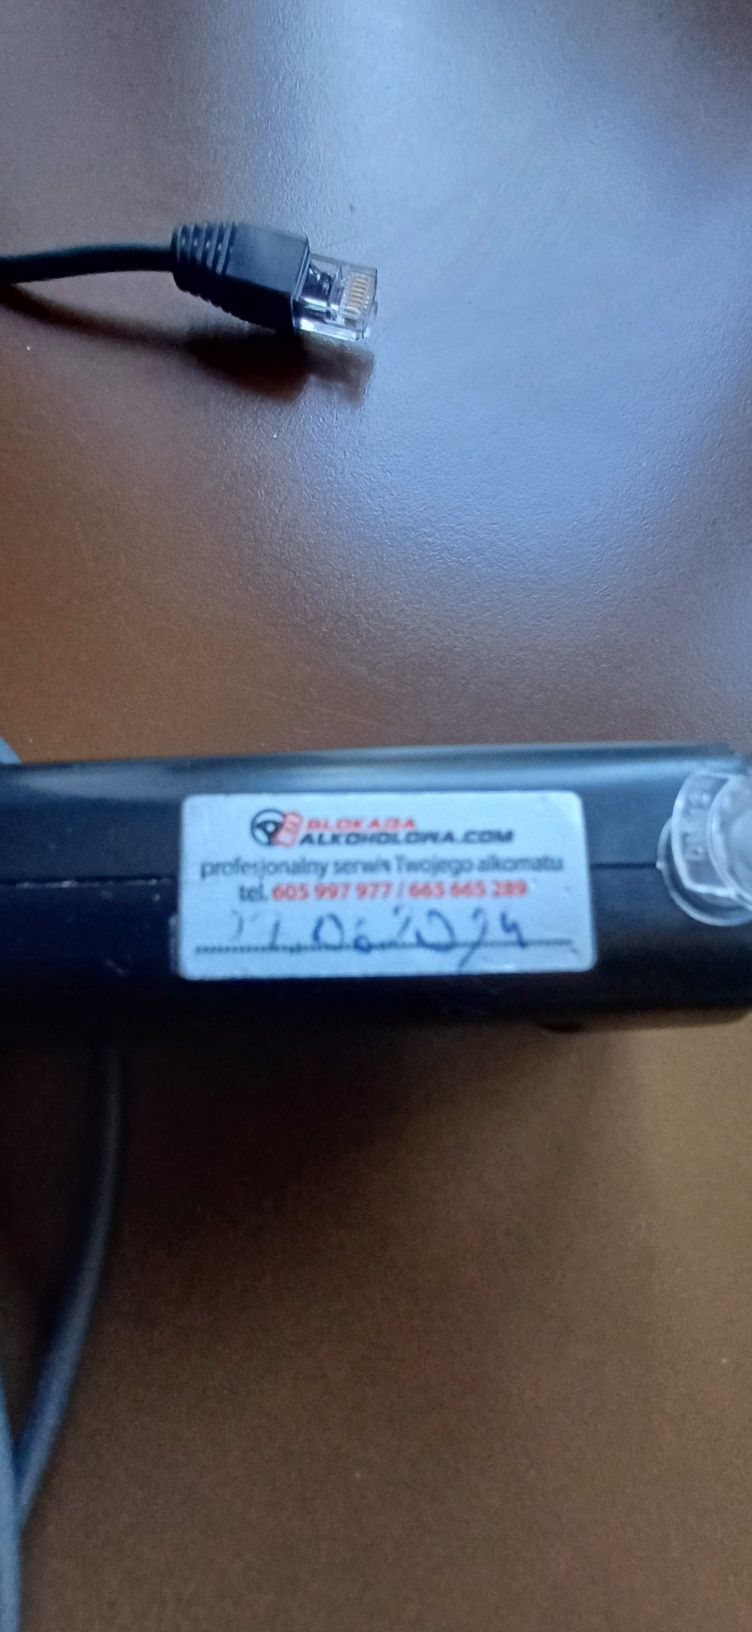 BLOKADA
ALKOHOLOWA.COM
profesjonalny serwis Twojego alkomatu
tel. 605 997 977 / 665 665 289